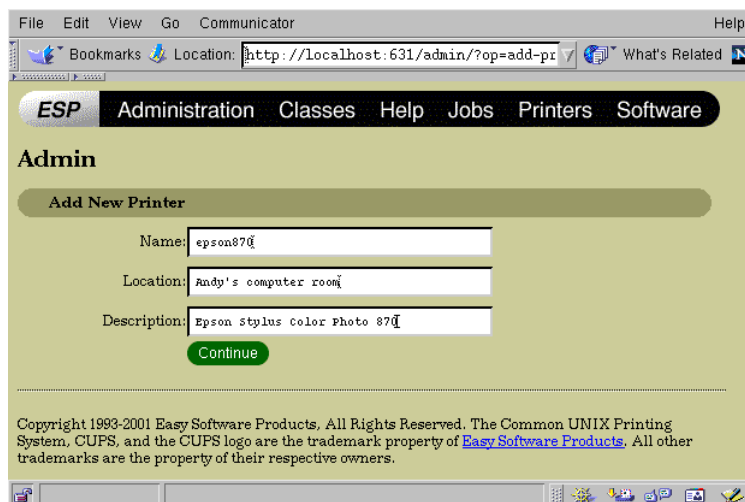 File Edit View Go Communicator Help
Bookmarks Location: http://localhost:631/admin/?op=add-pr What's Related N
ESP Administration Classes Help Jobs Printers Software
Admin
Add New Printer
Name: epson870
Location: Andy's computer room
Description: Epson Stylus Color Photo 870
Continue
Copyright 1993-2001 Easy Software Products, All Rights Reserved. The Common UNIX Printing
System, CUPS, and the CUPS logo are the trademark property of Easy Software Products. All other
trademarks are the property of their respective owners.